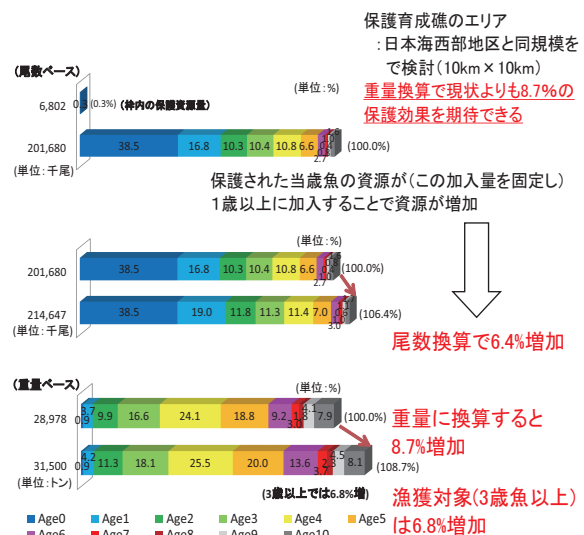 保護育成礁のエリア
：日本海西部地区と同規模を
で検討（10km×10km）
重量換算で現状よりも8.7%の
保護効果を期待できる
(尾数ベース)
(単位：%)
6,802
(0.3%) (枠内の保護資源量)
201,680 38.5 16.8 10.3 10.4 10.8 6.6 2.7 (100.0%)
(単位：千尾)
保護された当歳魚の資源が（この加入量を固定し）
１歳以上に加入することで資源が増加
(単位：%)
201,680 38.5 16.8 10.3 10.4 10.8 6.6 2.7 (100.0%)
214,647 38.5 19.0 11.8 11.3 11.4 7.0 3.0 (106.4%)
(単位：千尾)
尾数換算で6.4%増加
(重量ベース)
(単位：%)
28,978 0.9 3.7 9.9 16.6 24.1 18.8 9.2 3.0 1.8 4.1 7.9 (100.0%)
31,500 0.9 4.2 11.3 18.1 25.5 20.0 13.6 3.7 4.5 8.1 (108.7%)
(単位：トン)
(3歳以上では6.8%増)
重量に換算すると
8.7%増加
漁獲対象(3歳魚以上)
は6.8%増加
Age0 Age1 Age2 Age3 Age4 Age5
Age6 Age7 Age8 Age9 Age10